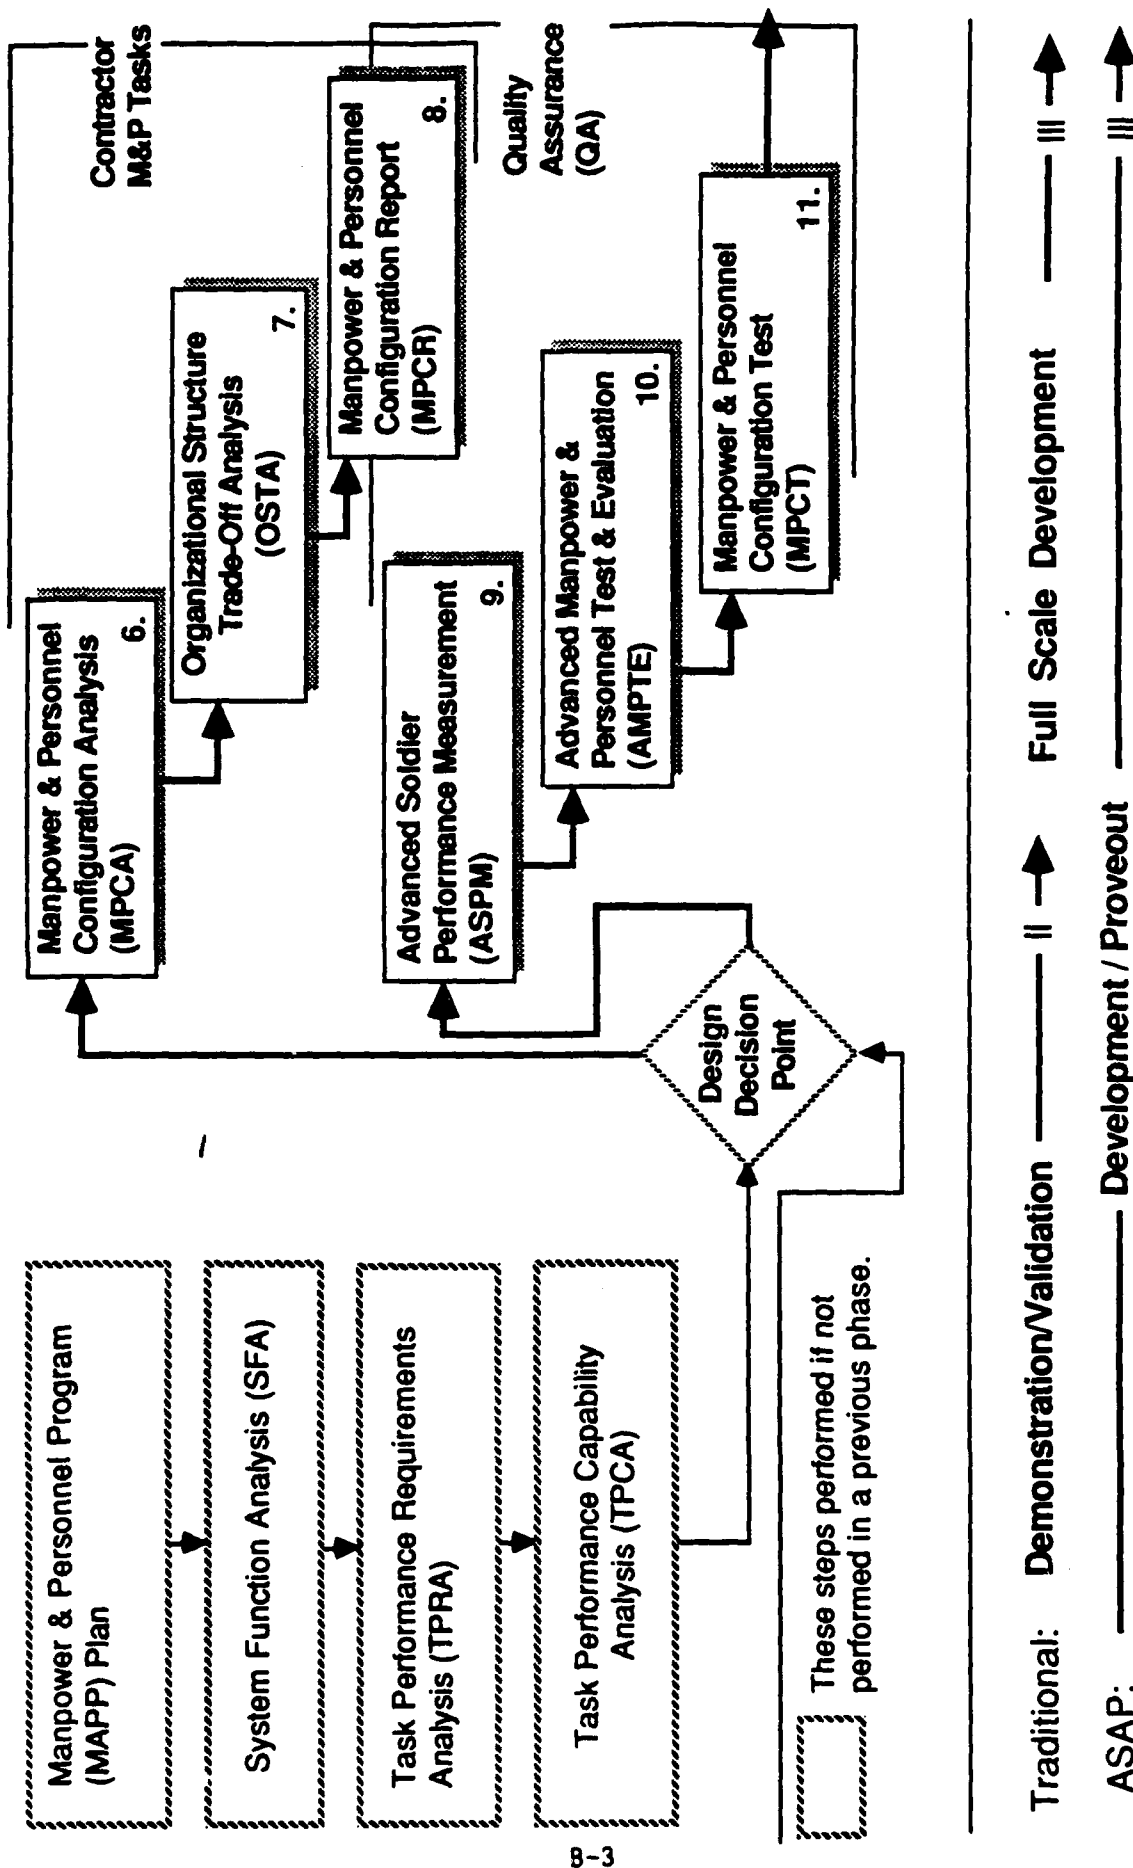 Manpower & Personnel Program
(MAPP) Plan
System Function Analysis (SFA)
Task Performance Requirements
Analysis (TPRA)
Task Performance Capability
Analysis (TPCA)
These steps performed if not
performed in a previous phase.
Design
Decision
Point
Manpower & Personnel
Configuration Analysis
(MPCA)
6.
Organizational Structure
Trade-Off Analysis
(OSTA)
7.
Manpower & Personnel
Configuration Report
(MPCR)
8.
Contractor
M&P Tasks
Advanced Soldier
Performance Measurement
(ASPM)
9.
Advanced Manpower &
Personnel Test & Evaluation
(AMPTE)
10.
Manpower & Personnel
Configuration Test
(MPCT)
11.
Quality
Assurance
(QA)
Traditional: Demonstration/Validation II Full Scale Development III
ASAP: Development / Proveout III
B-3